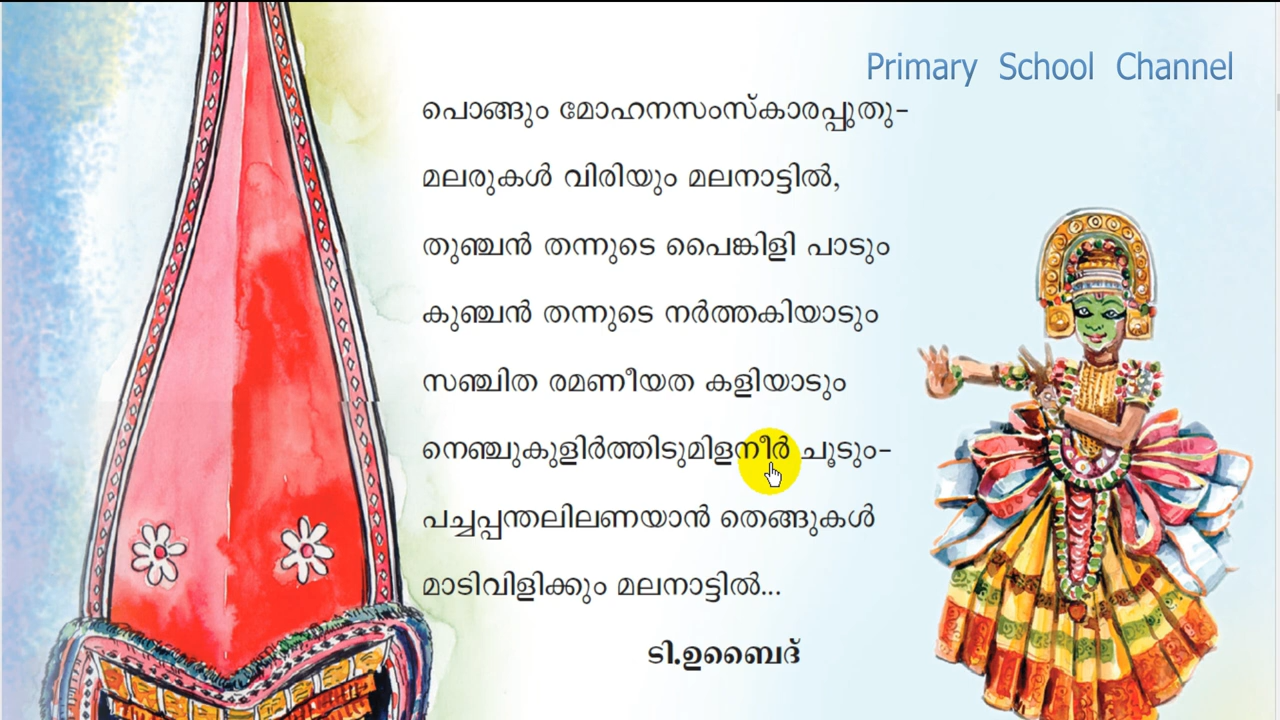 Primary School Channel
പൊങ്ങും മോഹനസംസ്കാരപ്പുതു-
മലരുകൾ വിരിയും മലനാട്ടിൽ,
തുഞ്ചൻ തന്നുടെ പൈങ്കിളി പാടും
കുഞ്ചൻ തന്നുടെ നർത്തകിയാടും
സഞ്ചിത രമണീയത കളിയാടും
നെഞ്ചുകുളിർത്തിടുമിളനീർ ചൂടും-
പച്ചപ്പന്തലിലണയാൻ തെങ്ങുകൾ
മാടിവിളിക്കും മലനാട്ടിൽ...
ടി.ഉബൈദ്